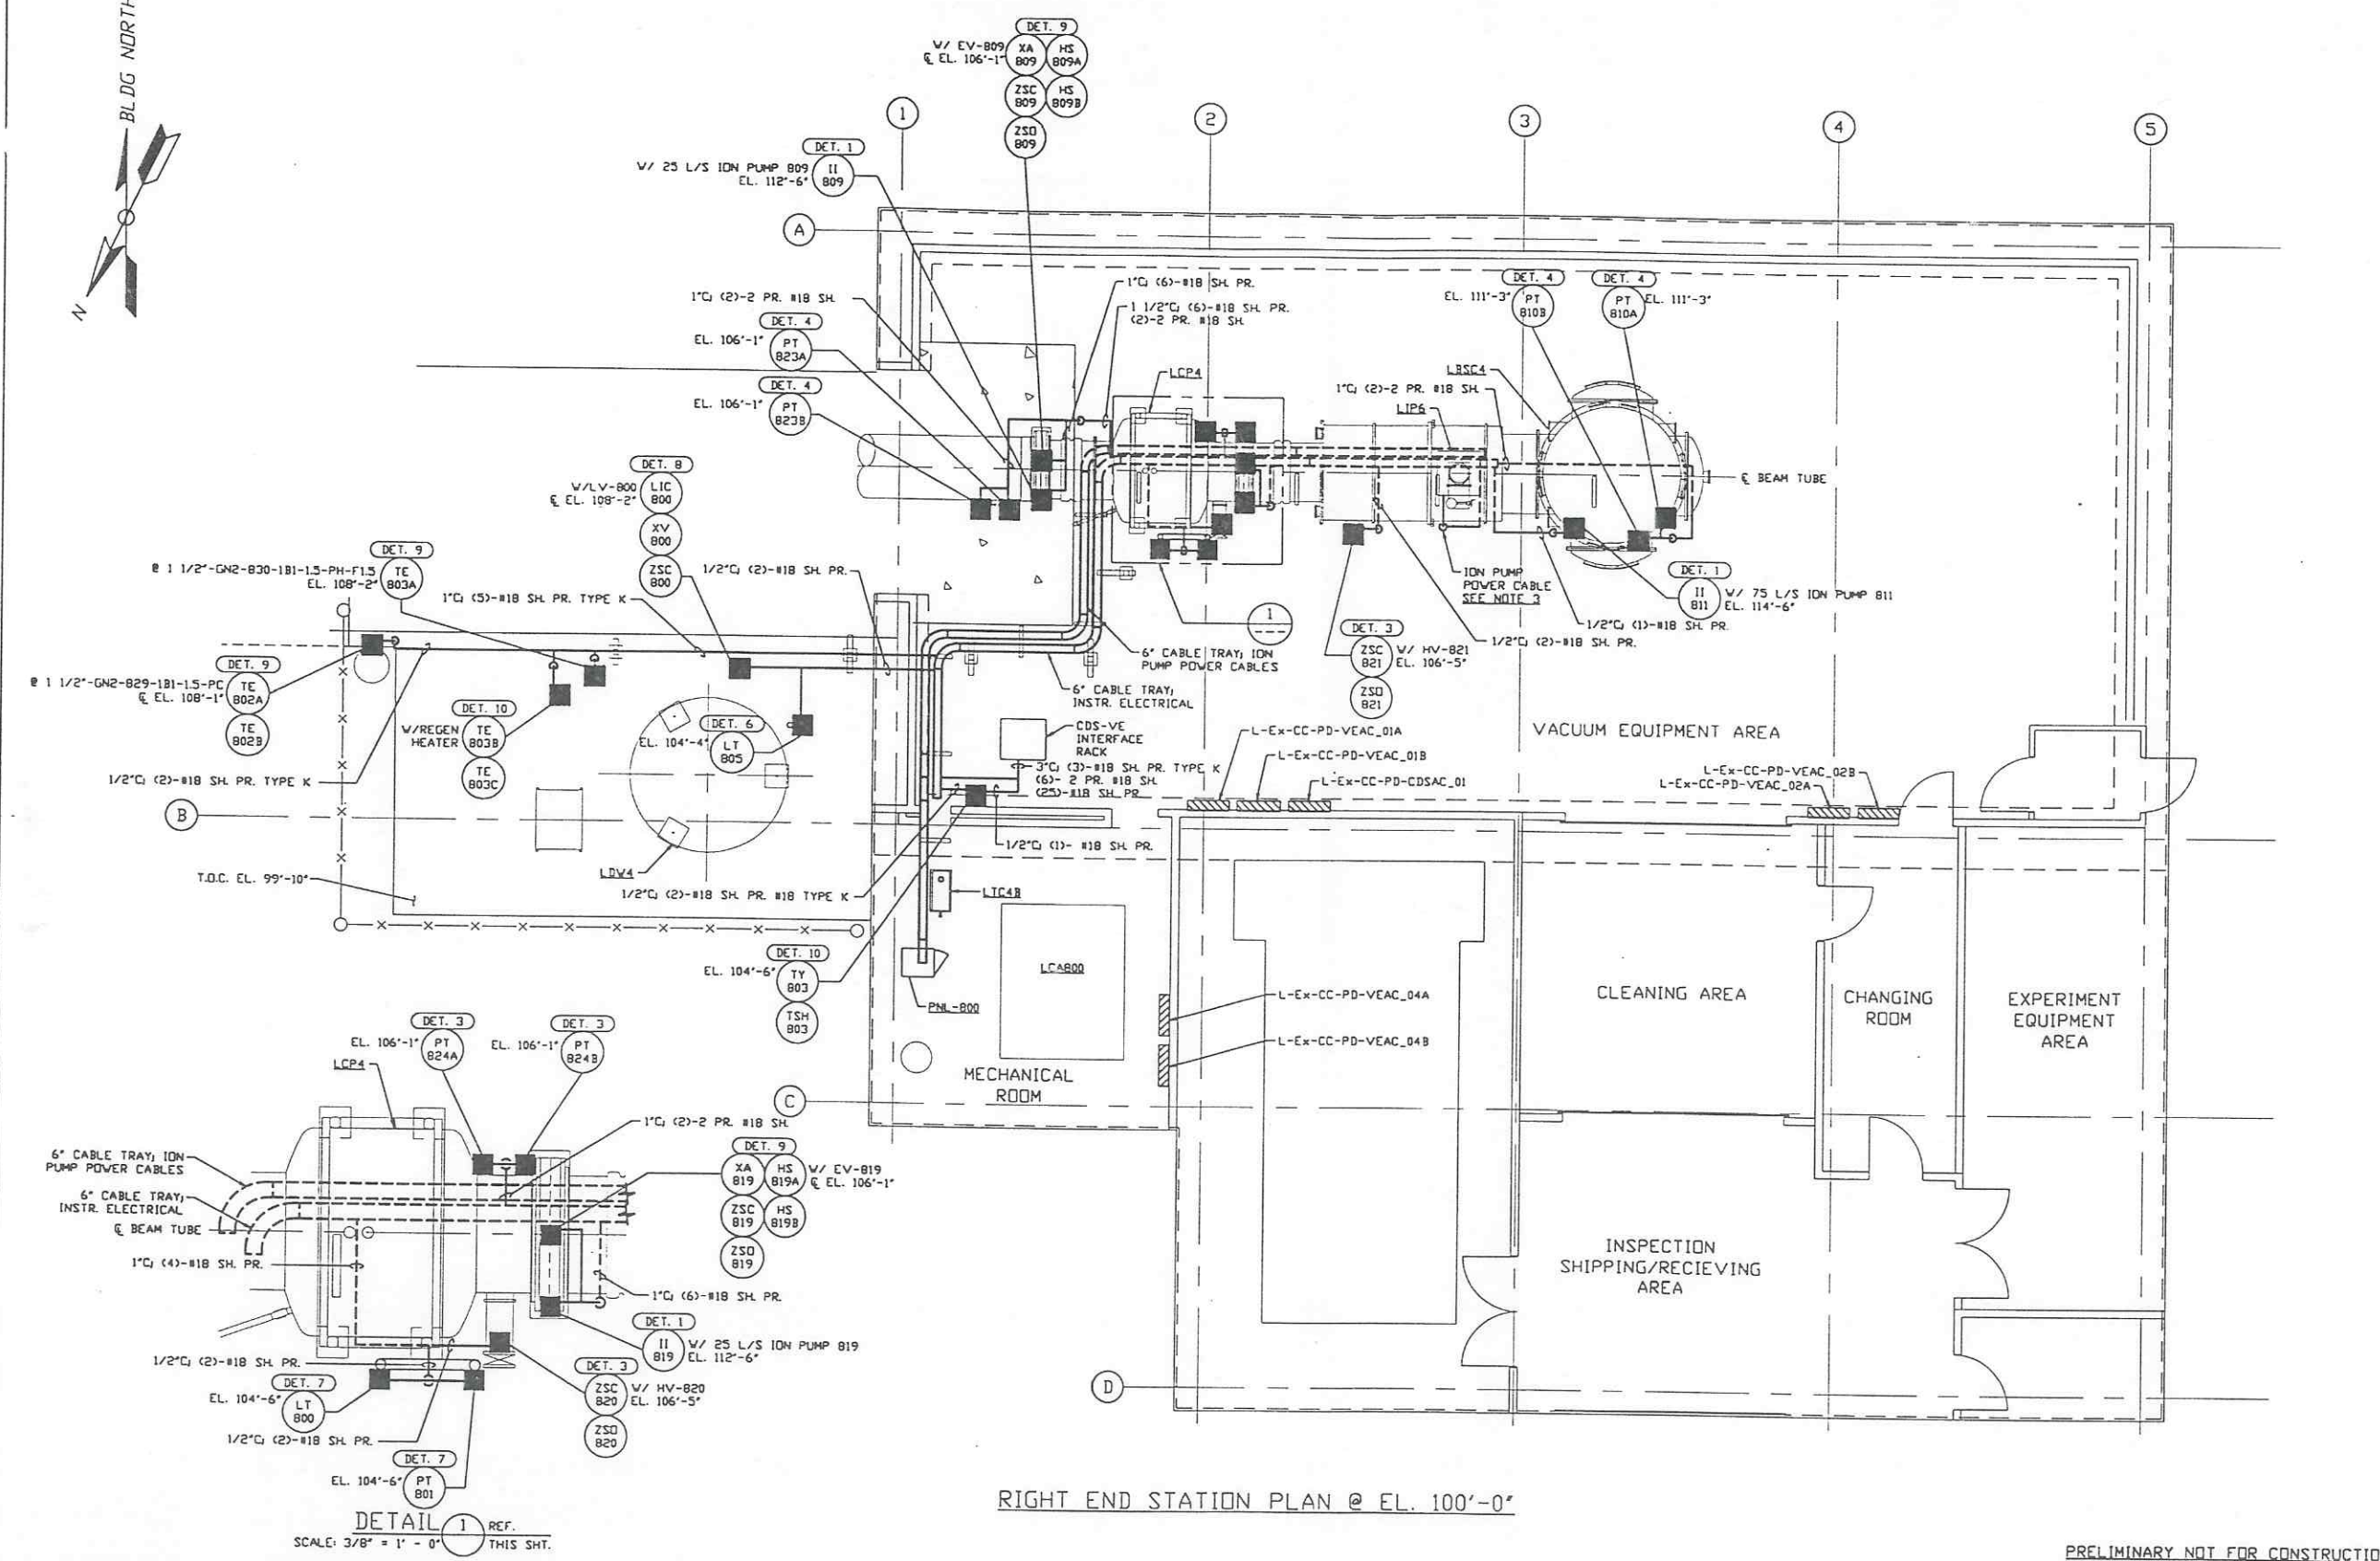 BLDG NORTH
N
DET. 9
W/ EV-809
℄ EL. 106'-1"
XA
809
HS
809A
ZSC
809
HS
809B
ZSO
809
1
2
3
4
5
A
B
C
D
DET. 1
W/ 25 L/S ION PUMP 809
EL. 112'-6"
II
809
1"C; (2)-2 PR. #18 SH.
DET. 4
EL. 106'-1"
PT
823A
DET. 4
EL. 106'-1"
PT
823B
1"C; (6)-#18 SH. PR.
1 1/2"C; (6)-#18 SH. PR.
(2)-2 PR. #18 SH.
LCP4
DET. 4
EL. 111'-3"
PT
810B
DET. 4
PT
810A
EL. 111'-3"
LBSC4
1"C; (2)-2 PR. #18 SH.
LIP6
℄ BEAM TUBE
DET. 8
W/LV-800
℄ EL. 108'-2"
LIC
800
XV
800
ZSC
800
1/2"C; (2)-#18 SH. PR.
DET. 9
@ 1 1/2"-GN2-830-1B1-1.5-PH-F1.5
EL. 108'-2"
TE
803A
1"C; (5)-#18 SH. PR. TYPE K
DET. 9
@ 1 1/2"-GN2-829-1B1-1.5-PC
℄ EL. 108'-1"
TE
802A
TE
802B
DET. 10
W/REGEN
HEATER
TE
803B
TE
803C
1/2"C; (2)-#18 SH. PR. TYPE K
DET. 6
EL. 104'-4"
LT
805
T.O.C. EL. 99'-10"
LDW4
1/2"C; (2)-#18 SH. PR. #18 TYPE K
ION PUMP
POWER CABLE
SEE NOTE 3
DET. 1
II
811
W/ 75 L/S ION PUMP 811
EL. 114'-6"
1/2"C; (1)-#18 SH. PR.
1/2"C; (2)-#18 SH. PR.
DET. 3
ZSC
821
W/ HV-821
EL. 106'-5"
ZSO
821
1
6" CABLE TRAY; ION
PUMP POWER CABLES
6" CABLE TRAY;
INSTR. ELECTRICAL
CDS-VE
INTERFACE
RACK
3"C; (3)-#18 SH. PR. TYPE K
(6)- 2 PR. #18 SH.
(25)-#18 SH. PR.
1/2"C; (1)- #18 SH. PR.
L-Ex-CC-PD-VEAC_01A
L-Ex-CC-PD-VEAC_01B
L-Ex-CC-PD-CDSAC_01
VACUUM EQUIPMENT AREA
L-Ex-CC-PD-VEAC_02B
L-Ex-CC-PD-VEAC_02A
LTC4B
DET. 10
EL. 104'-6"
TY
803
TSH
803
LCA800
PNL-800
MECHANICAL
ROOM
L-Ex-CC-PD-VEAC_04A
L-Ex-CC-PD-VEAC_04B
CLEANING AREA
CHANGING
ROOM
EXPERIMENT
EQUIPMENT
AREA
INSPECTION
SHIPPING/RECIEVING
AREA
DET. 3
EL. 106'-1"
PT
824A
DET. 3
EL. 106'-1"
PT
824B
LCP4
1"C; (2)-2 PR. #18 SH.
6" CABLE TRAY; ION
PUMP POWER CABLES
6" CABLE TRAY;
INSTR. ELECTRICAL
℄ BEAM TUBE
1"C; (4)-#18 SH. PR.
DET. 9
XA
819
HS
819A
W/ EV-819
℄ EL. 106'-1"
ZSC
819
HS
819B
ZSO
819
1"C; (6)-#18 SH. PR.
DET. 1
II
819
W/ 25 L/S ION PUMP 819
EL. 112'-6"
1/2"C; (2)-#18 SH. PR.
DET. 3
ZSC
820
W/ HV-820
EL. 106'-5"
ZSO
820
DET. 7
EL. 104'-6"
LT
800
1/2"C; (2)-#18 SH. PR.
DET. 7
EL. 104'-6"
PT
801
DETAIL 1 REF.
SCALE: 3/8" = 1' - 0" THIS SHT.
RIGHT END STATION PLAN @ EL. 100'-0"
PRELIMINARY NOT FOR CONSTRUCTIO